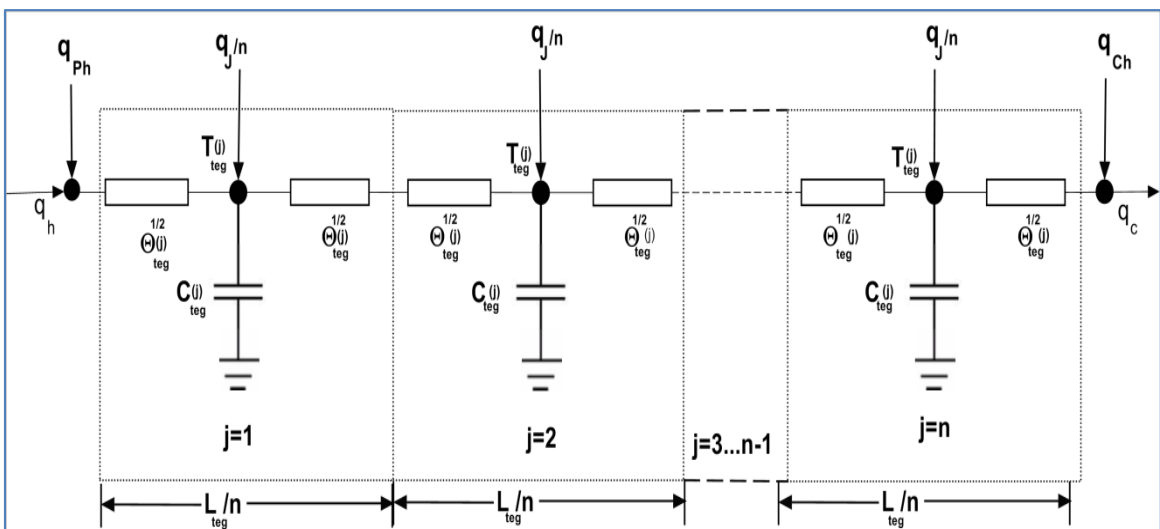 q_Ph
q_J/n
q_J/n
q_J/n
q_Ch
T_teg^(j)
T_teg^(j)
T_teg^(j)
q_h
q_c
Θ_teg^(j) 1/2
Θ_teg^(j) 1/2
Θ_teg^(j) 1/2
Θ_teg^(j) 1/2
Θ_teg^(j) 1/2
Θ_teg^(j) 1/2
C_teg^(j)
C_teg^(j)
C_teg^(j)
j=1
j=2
j=3...n-1
j=n
L_teg/n
L_teg/n
L_teg/n